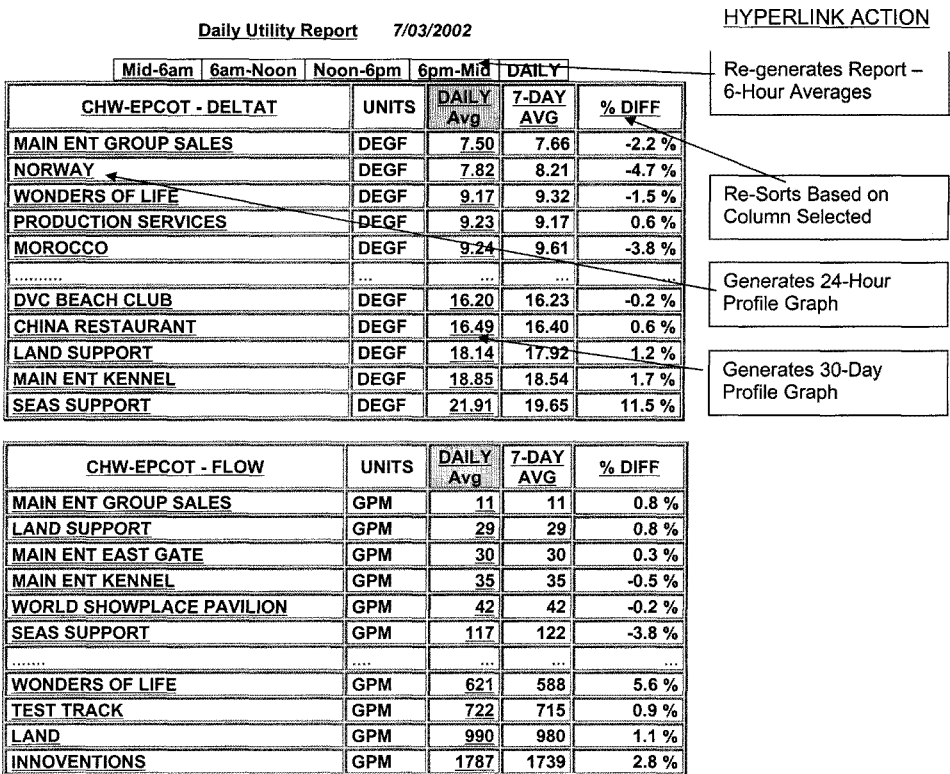 HYPERLINK ACTION
Daily Utility Report 7/03/2002
Mid-6am 6am-Noon Noon-6pm 6pm-Mid DAILY
Re-generates Report –
6-Hour Averages
CHW-EPCOT - DELTAT UNITS DAILY Avg 7-DAY AVG % DIFF
MAIN ENT GROUP SALES DEGF 7.50 7.66 -2.2 %
NORWAY DEGF 7.82 8.21 -4.7 %
WONDERS OF LIFE DEGF 9.17 9.32 -1.5 %
PRODUCTION SERVICES DEGF 9.23 9.17 0.6 %
MOROCCO DEGF 9.24 9.61 -3.8 %
.......... ... ... ... ...
DVC BEACH CLUB DEGF 16.20 16.23 -0.2 %
CHINA RESTAURANT DEGF 16.49 16.40 0.6 %
LAND SUPPORT DEGF 18.14 17.92 1.2 %
MAIN ENT KENNEL DEGF 18.85 18.54 1.7 %
SEAS SUPPORT DEGF 21.91 19.65 11.5 %
Re-Sorts Based on
Column Selected
Generates 24-Hour
Profile Graph
Generates 30-Day
Profile Graph
CHW-EPCOT - FLOW UNITS DAILY Avg 7-DAY AVG % DIFF
MAIN ENT GROUP SALES GPM 11 11 0.8 %
LAND SUPPORT GPM 29 29 0.8 %
MAIN ENT EAST GATE GPM 30 30 0.3 %
MAIN ENT KENNEL GPM 35 35 -0.5 %
WORLD SHOWPLACE PAVILION GPM 42 42 -0.2 %
SEAS SUPPORT GPM 117 122 -3.8 %
....... .... ... ... ...
WONDERS OF LIFE GPM 621 588 5.6 %
TEST TRACK GPM 722 715 0.9 %
LAND GPM 990 980 1.1 %
INNOVENTIONS GPM 1787 1739 2.8 %